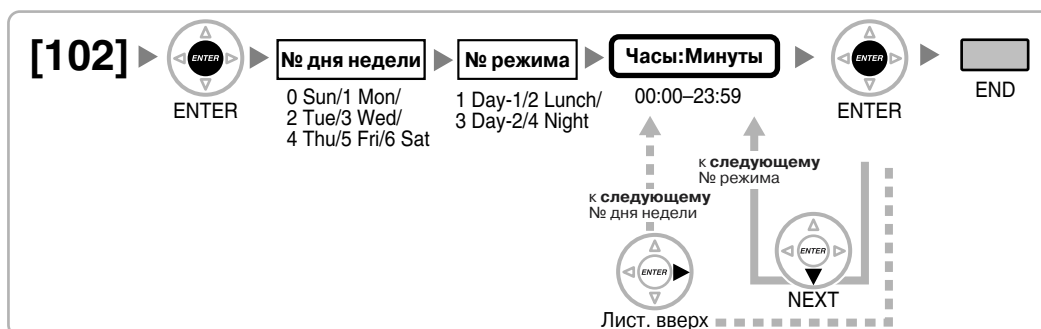 [102]
ENTER
ENTER
№ дня недели
0 Sun/1 Mon/
2 Tue/3 Wed/
4 Thu/5 Fri/6 Sat
№ режима
1 Day-1/2 Lunch/
3 Day-2/4 Night
Часы:Минуты
00:00–23:59
ENTER
ENTER
END
к следующему
№ режима
к следующему
№ дня недели
ENTER
Лист. вверх
ENTER
NEXT